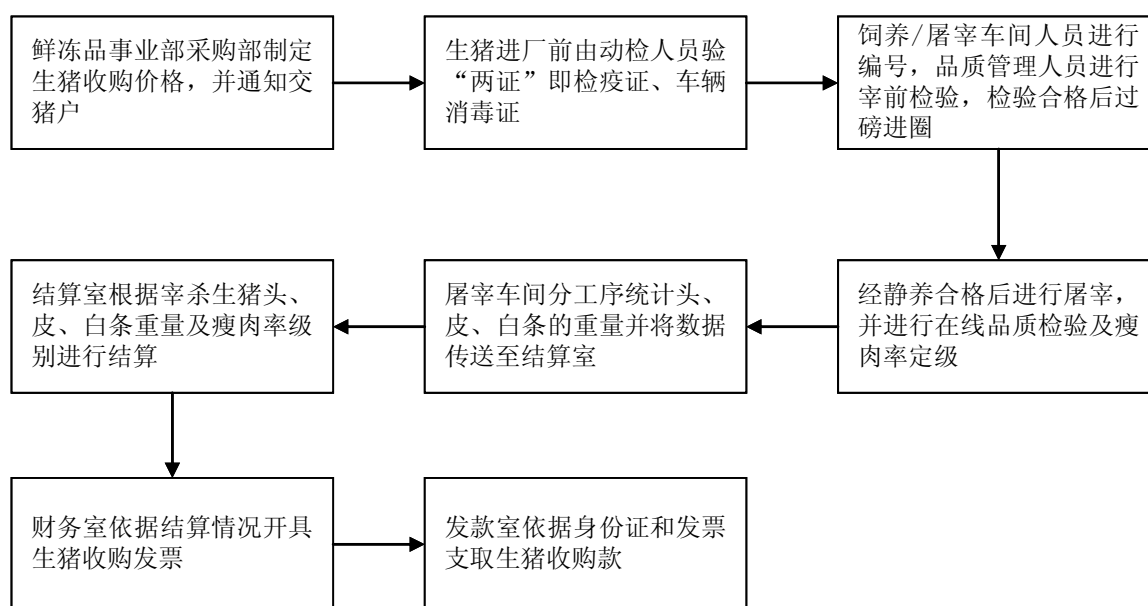 鲜冻品事业部采购部制定
生猪收购价格，并通知交
猪户
生猪进厂前由动检人员验
“两证”即检疫证、车辆
消毒证
饲养/屠宰车间人员进行
编号，品质管理人员进行
宰前检验，检验合格后过
磅进圈
经静养合格后进行屠宰，
并进行在线品质检验及瘦
肉率定级
屠宰车间分工序统计头、
皮、白条的重量并将数据
传送至结算室
结算室根据宰杀生猪头、
皮、白条重量及瘦肉率级
别进行结算
财务室依据结算情况开具
生猪收购发票
发款室依据身份证和发票
支取生猪收购款